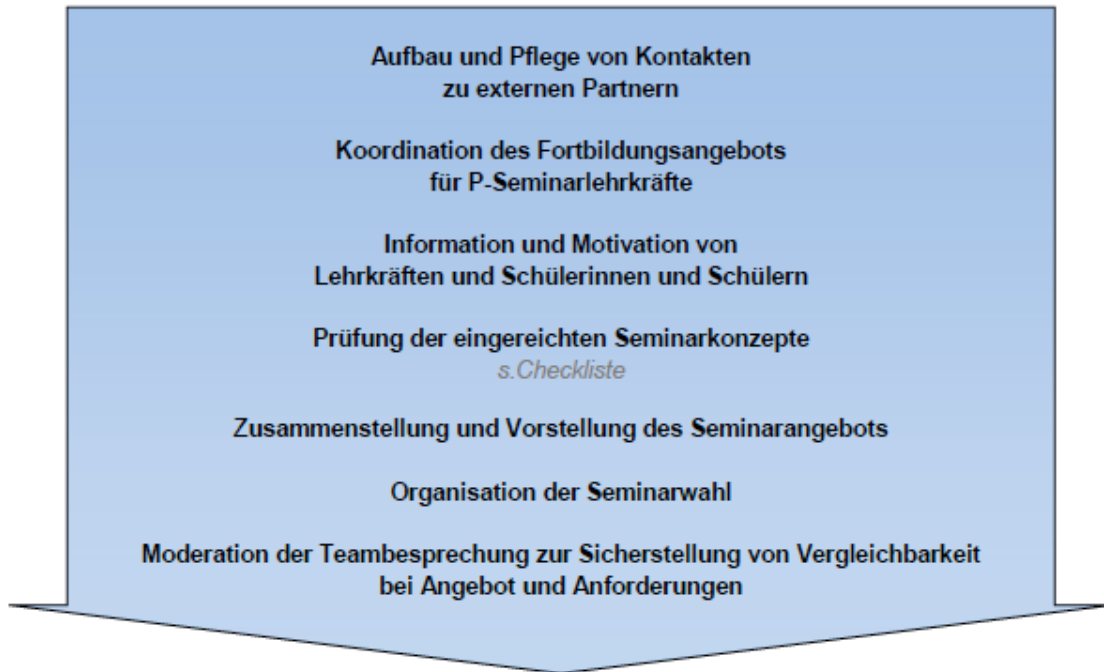 Aufbau und Pflege von Kontakten
zu externen Partnern
Koordination des Fortbildungsangebots
für P-Seminarlehrkräfte
Information und Motivation von
Lehrkräften und Schülerinnen und Schülern
Prüfung der eingereichten Seminarkonzepte
s.Checkliste
Zusammenstellung und Vorstellung des Seminarangebots
Organisation der Seminarwahl
Moderation der Teambesprechung zur Sicherstellung von Vergleichbarkeit
bei Angebot und Anforderungen